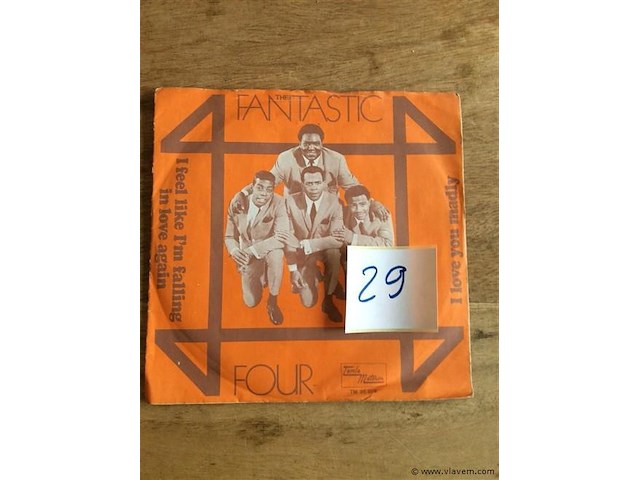 THE
FANTASTIC
I feel like I'm falling
in love again
I love you madly
29
FOUR
Tamla
Motown
© www.vlavem.com